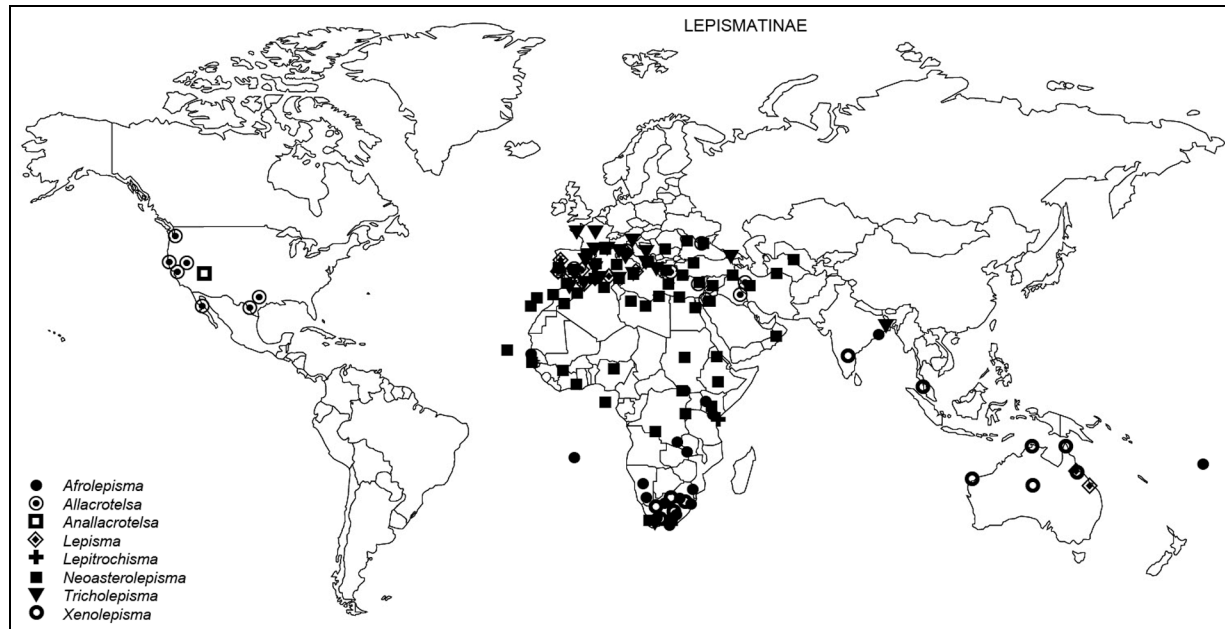 LEPISMATINAE
Afrolepisma
Allacrotelsa
Anallacrotelsa
Lepisma
Lepitrochisma
Neoasterolepisma
Tricholepisma
Xenolepisma